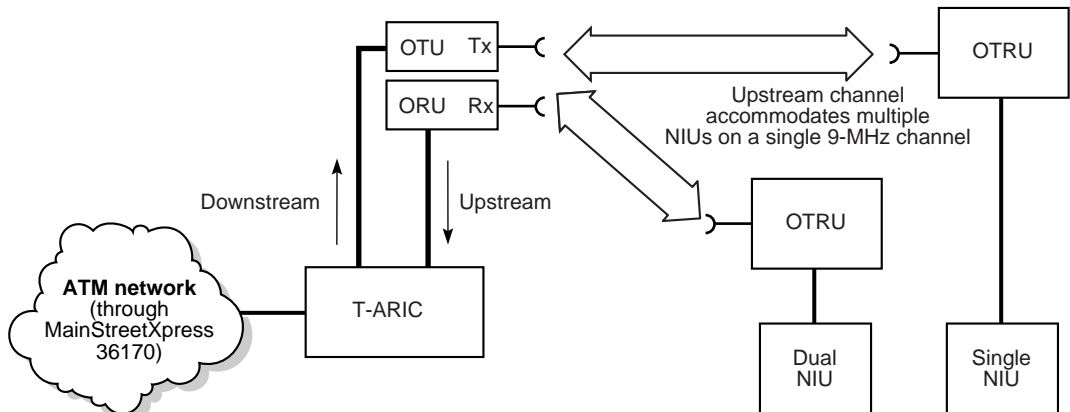 OTU Tx
ORU Rx
OTRU
Upstream channel
accommodates multiple
NIUs on a single 9-MHz channel
Downstream
Upstream
OTRU
ATM network
(through
MainStreetXpress
36170)
T-ARIC
Dual
NIU
Single
NIU